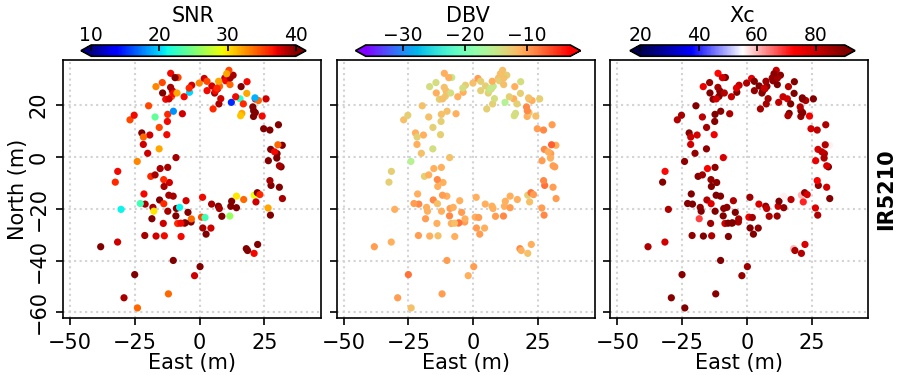 SNR DBV Xc
10 20 30 40 −30 −20 −10 20 40 60 80
North (m)
20
0
−20
−40
−60
−50 −25 0 25 −50 −25 0 25 −50 −25 0 25
East (m) East (m) East (m)
IR5210